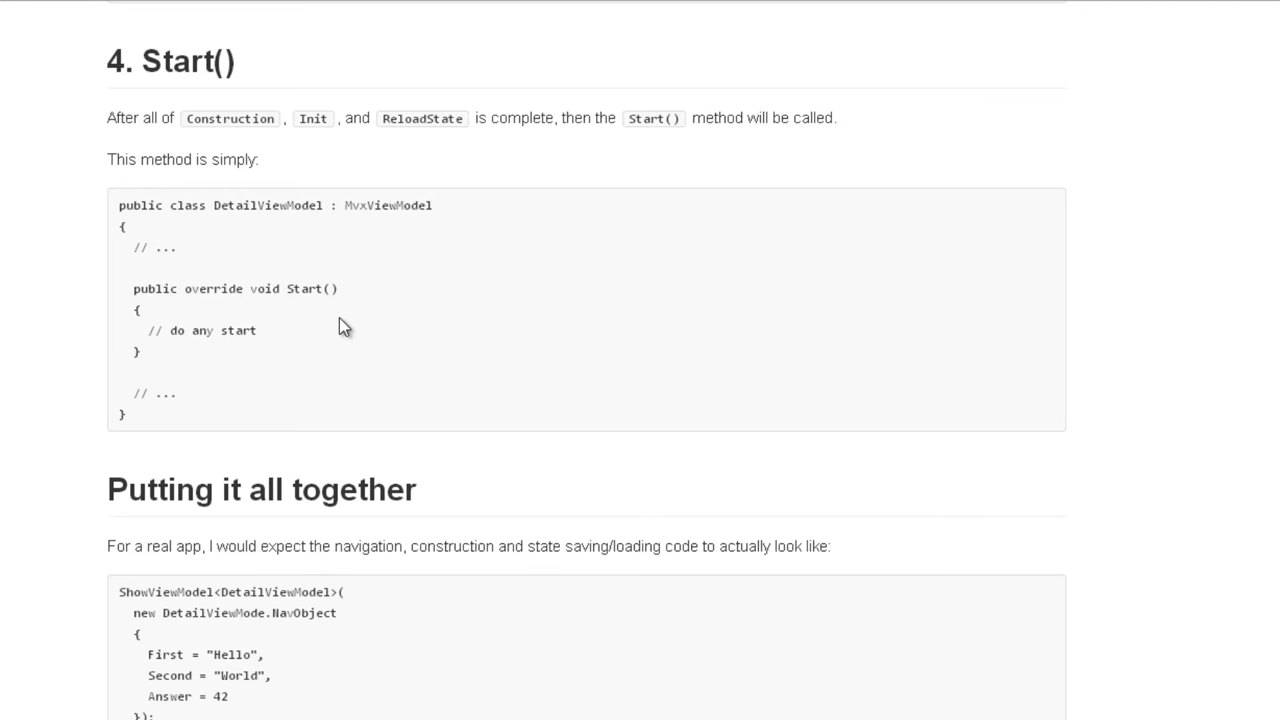 4. Start()
After all of Construction , Init , and ReloadState is complete, then the Start() method will be called.
This method is simply:
public class DetailViewModel : MvxViewModel
{
// ...
public override void Start()
{
// do any start
}
// ...
}
Putting it all together
For a real app, I would expect the navigation, construction and state saving/loading code to actually look like:
ShowViewModel<DetailViewModel>(
new DetailViewMode.NavObject
{
First = "Hello",
Second = "World",
Answer = 42
});